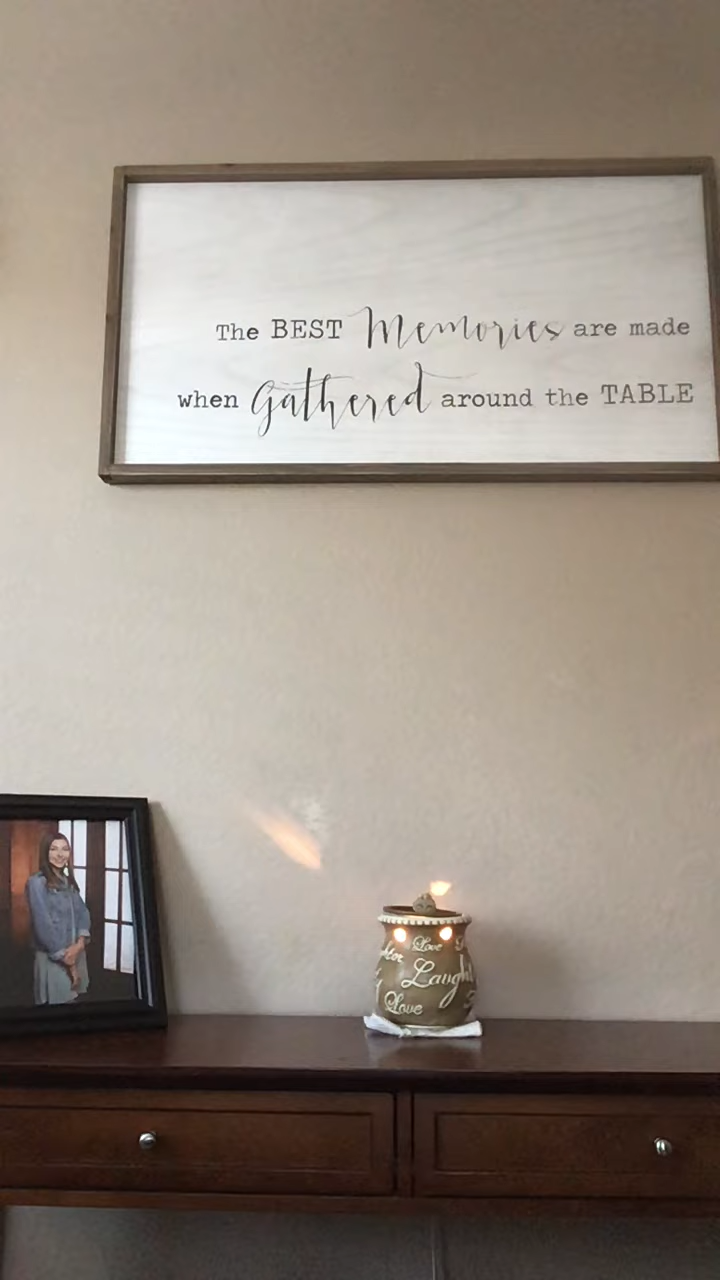 The BEST Memories are made
when Gathered around the TABLE
Love
Laugh
Love